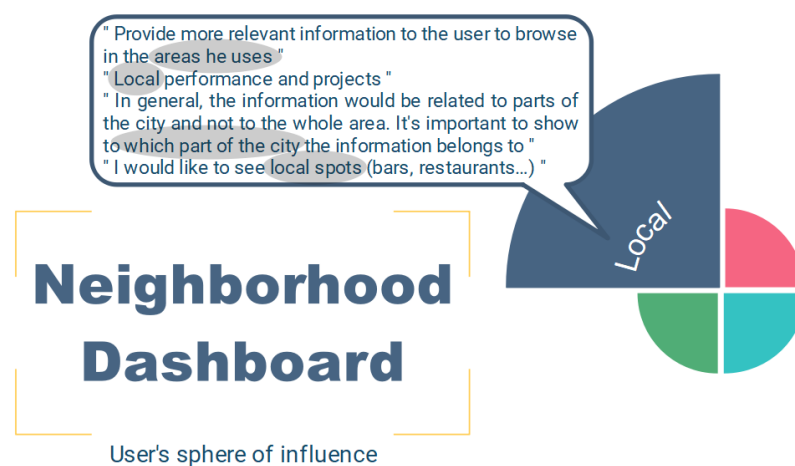 " Provide more relevant information to the user to browse
in the areas he uses "
" Local performance and projects "
" In general, the information would be related to parts of
the city and not to the whole area. It's important to show
to which part of the city the information belongs to "
" I would like to see local spots (bars, restaurants...) "
Local
Neighborhood
Dashboard
User's sphere of influence